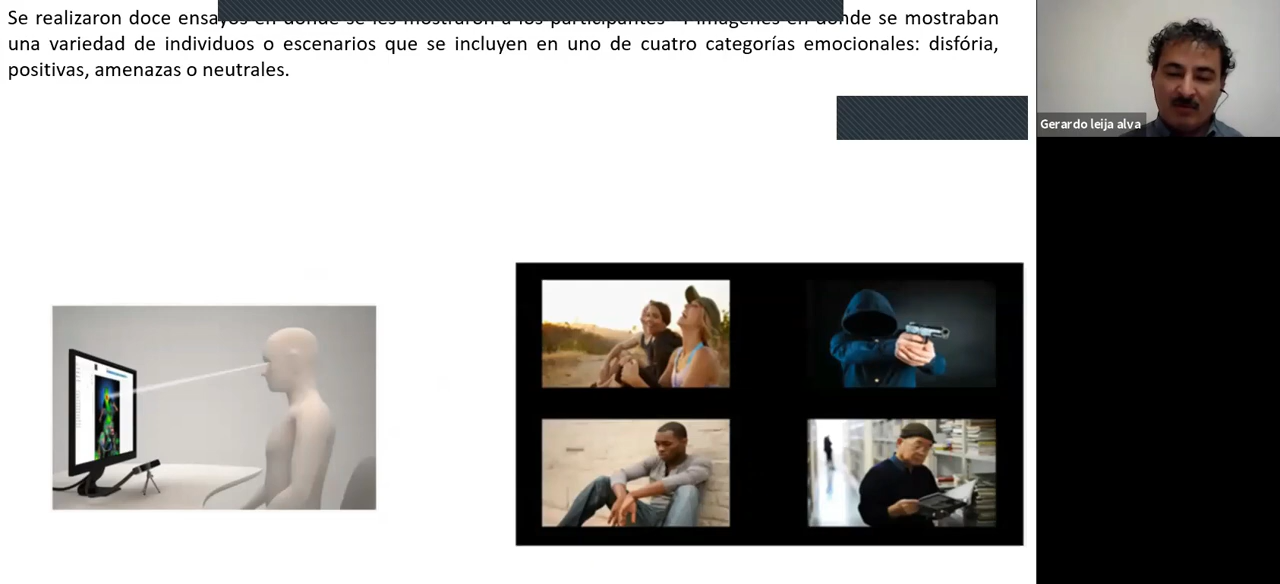 Se realizaron doce ensayos en donde se les mostraron a los participantes 4 imágenes en donde se mostraban
una variedad de individuos o escenarios que se incluyen en uno de cuatro categorías emocionales: disfória,
positivas, amenazas o neutrales.
Gerardo leija alva